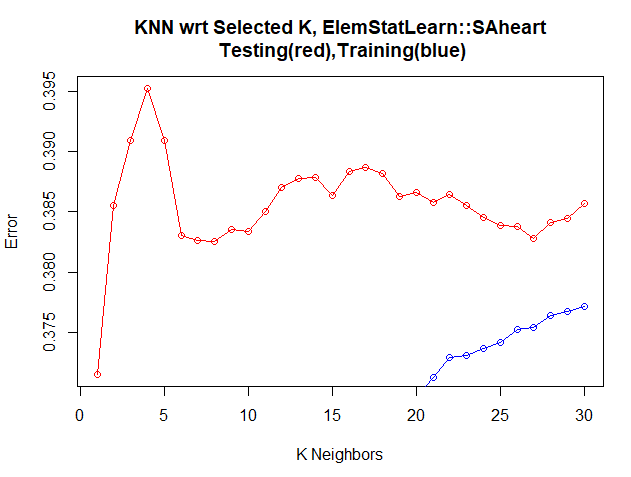 KNN wrt Selected K, ElemStatLearn::SAheart
Testing(red),Training(blue)
0.395
0.390
0.385
0.380
0.375
Error
0 5 10 15 20 25 30
K Neighbors